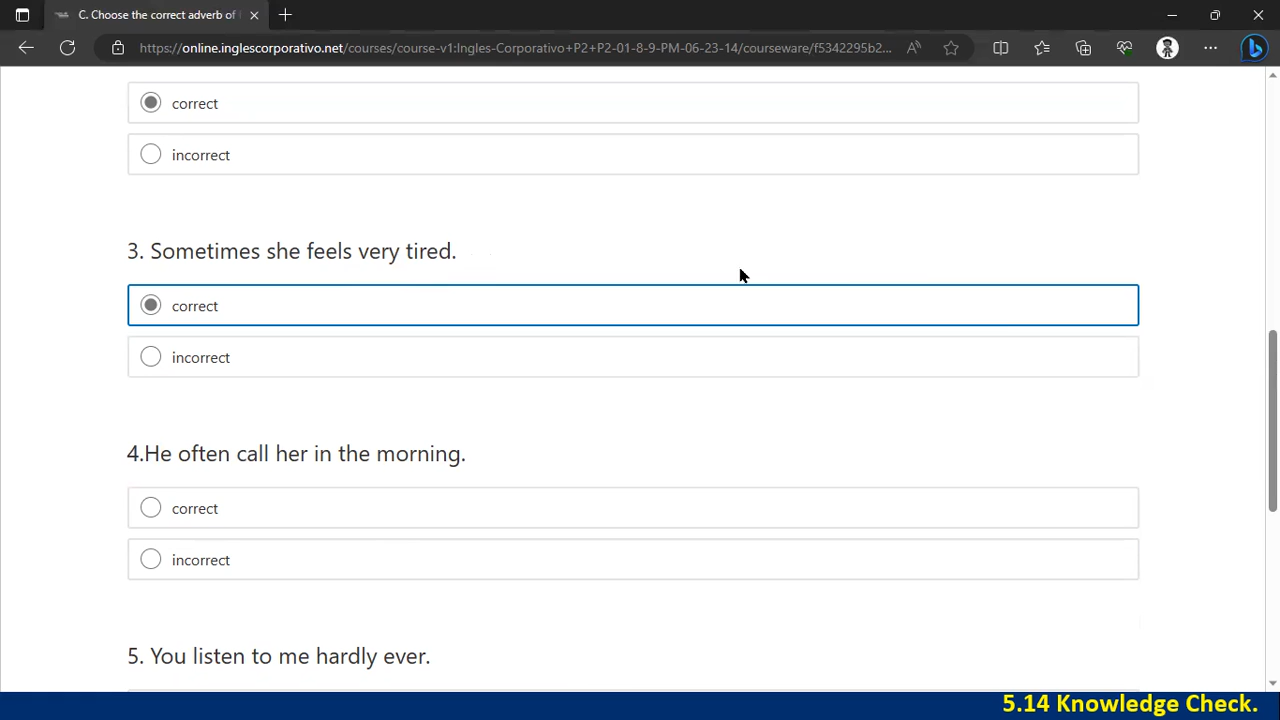 C. Choose the correct adverb of
https://online.inglescorporativo.net/courses/course-v1:Ingles-Corporativo+P2+P2-01-8-9-PM-06-23-14/courseware/f5342295b2...
correct
incorrect
3. Sometimes she feels very tired.
correct
incorrect
4.He often call her in the morning.
correct
incorrect
5. You listen to me hardly ever.
5.14 Knowledge Check.